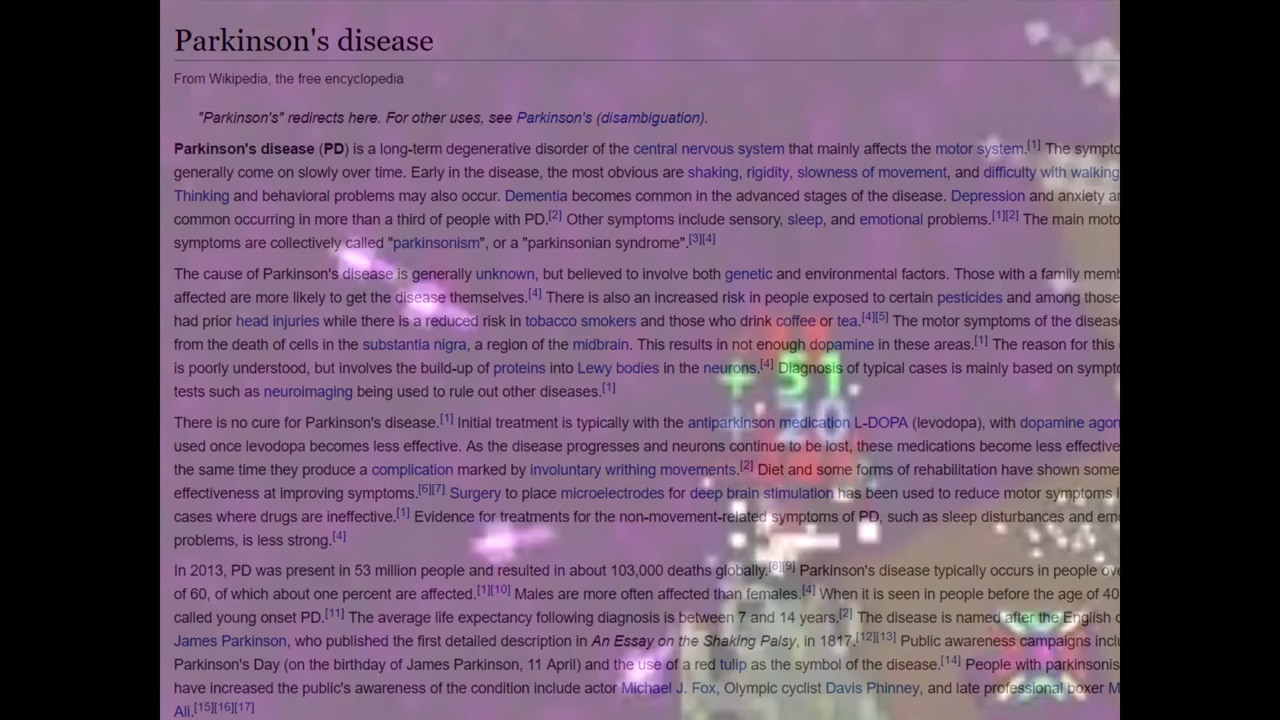 Parkinson's disease
From Wikipedia, the free encyclopedia
"Parkinson's" redirects here. For other uses, see Parkinson's (disambiguation).
Parkinson's disease (PD) is a long-term degenerative disorder of the central nervous system that mainly affects the motor system.[1] The sympto
generally come on slowly over time. Early in the disease, the most obvious are shaking, rigidity, slowness of movement, and difficulty with walking
Thinking and behavioral problems may also occur. Dementia becomes common in the advanced stages of the disease. Depression and anxiety ar
common occurring in more than a third of people with PD.[2] Other symptoms include sensory, sleep, and emotional problems.[1][2] The main moto
symptoms are collectively called "parkinsonism", or a "parkinsonian syndrome".[3][4]
The cause of Parkinson's disease is generally unknown, but believed to involve both genetic and environmental factors. Those with a family memb
affected are more likely to get the disease themselves.[4] There is also an increased risk in people exposed to certain pesticides and among those
had prior head injuries while there is a reduced risk in tobacco smokers and those who drink coffee or tea.[4][5] The motor symptoms of the diseas
from the death of cells in the substantia nigra, a region of the midbrain. This results in not enough dopamine in these areas.[1] The reason for this
is poorly understood, but involves the build-up of proteins into Lewy bodies in the neurons.[4] Diagnosis of typical cases is mainly based on sympto
+ 51
tests such as neuroimaging being used to rule out other diseases.[1]
20
There is no cure for Parkinson's disease.[1] Initial treatment is typically with the antiparkinson medication L-DOPA (levodopa), with dopamine agon
used once levodopa becomes less effective. As the disease progresses and neurons continue to be lost, these medications become less effective
the same time they produce a complication marked by involuntary writhing movements.[2] Diet and some forms of rehabilitation have shown some
effectiveness at improving symptoms.[6][7] Surgery to place microelectrodes for deep brain stimulation has been used to reduce motor symptoms i
cases where drugs are ineffective.[1] Evidence for treatments for the non-movement-related symptoms of PD, such as sleep disturbances and emo
problems, is less strong.[4]
In 2013, PD was present in 53 million people and resulted in about 103,000 deaths globally.[8][9] Parkinson's disease typically occurs in people ove
of 60, of which about one percent are affected.[1][10] Males are more often affected than females.[4] When it is seen in people before the age of 40
called young onset PD.[11] The average life expectancy following diagnosis is between 7 and 14 years.[2] The disease is named after the English d
James Parkinson, who published the first detailed description in An Essay on the Shaking Palsy, in 1817.[12][13] Public awareness campaigns inclu
Parkinson's Day (on the birthday of James Parkinson, 11 April) and the use of a red tulip as the symbol of the disease.[14] People with parkinsonis
have increased the public's awareness of the condition include actor Michael J. Fox, Olympic cyclist Davis Phinney, and late professional boxer M
Ali.[15][16][17]